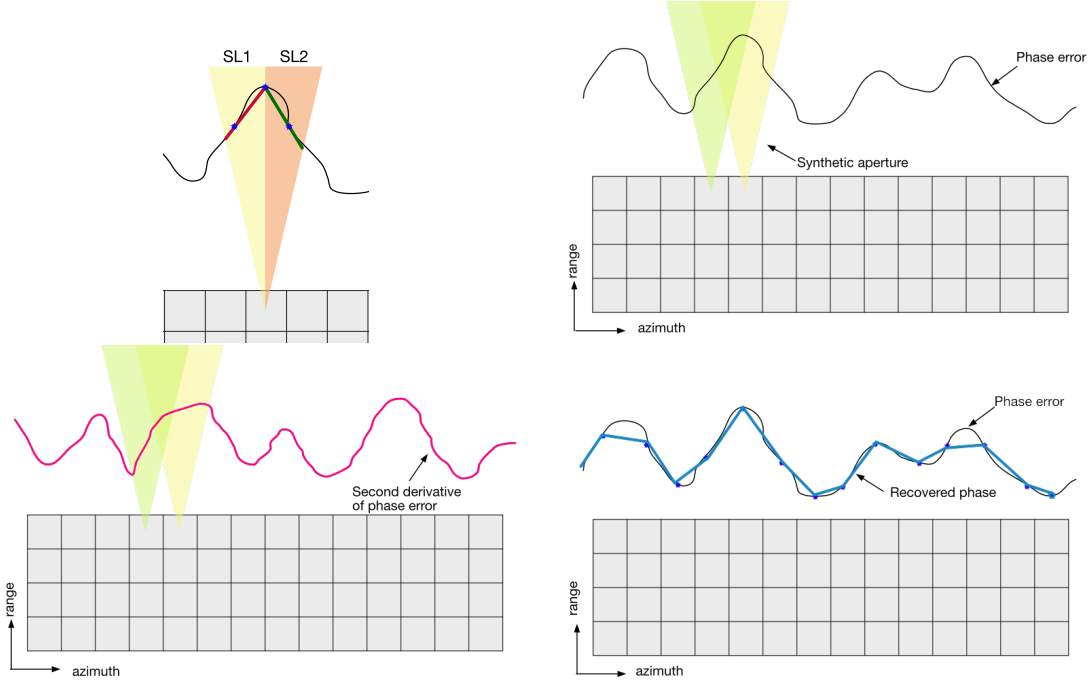 SL1 SL2
Phase error
Synthetic aperture
range
azimuth
Second derivative
of phase error
range
azimuth
Phase error
Recovered phase
range
azimuth